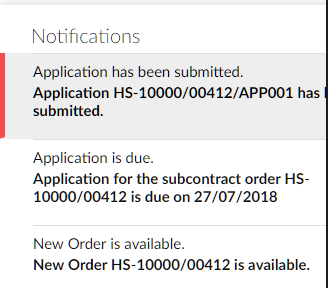 Notifications
Application has been submitted.
Application HS-10000/00412/APP001 has
submitted.
Application is due.
Application for the subcontract order HS-
10000/00412 is due on 27/07/2018
New Order is available.
New Order HS-10000/00412 is available.